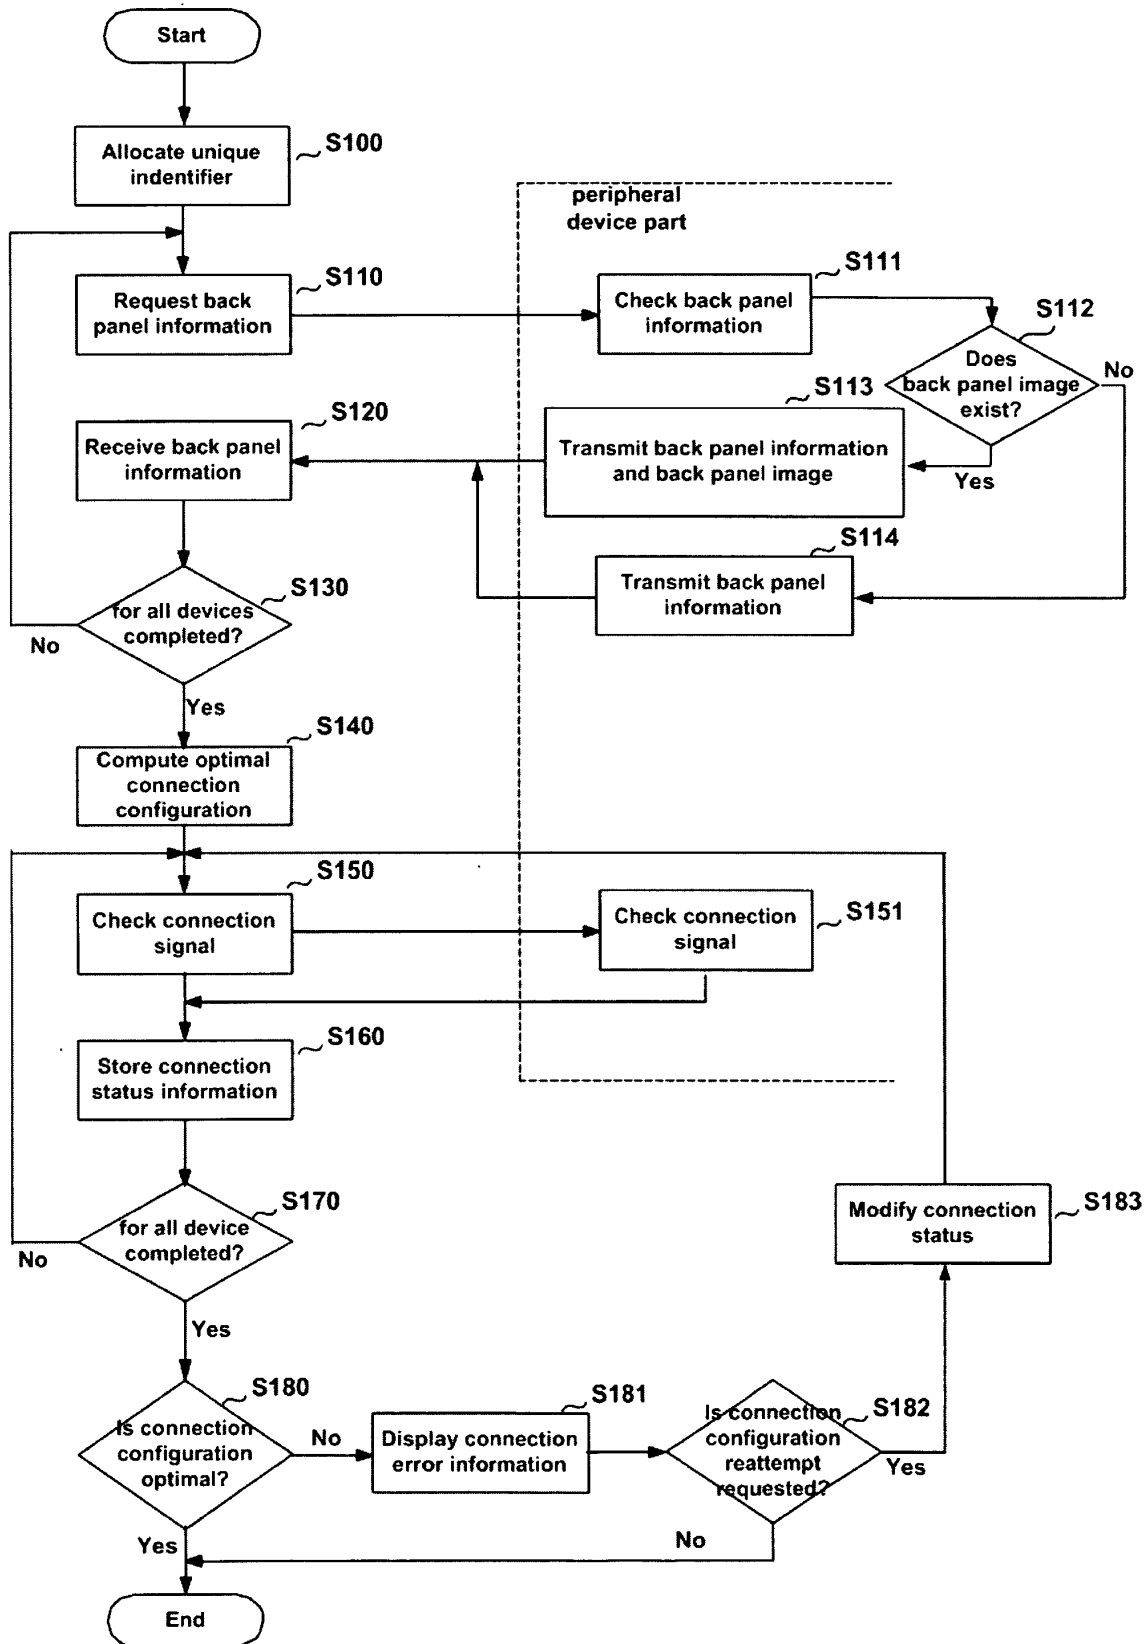 Start
S100
Allocate unique
indentifier
peripheral
device part
S110
Request back
panel information
S111
Check back panel
information
S112
Does
back panel image
exist?
No
Yes
S113
Transmit back panel information
and back panel image
S120
Receive back panel
information
S114
Transmit back panel
information
S130
for all devices
completed?
No
Yes
S140
Compute optimal
connection
configuration
S150
Check connection
signal
S151
Check connection
signal
S160
Store connection
status information
S170
for all device
completed?
No
Yes
S183
Modify connection
status
S180
Is connection
configuration
optimal?
No
Yes
S181
Display connection
error information
S182
Is connection
configuration
reattempt
requested?
Yes
No
End